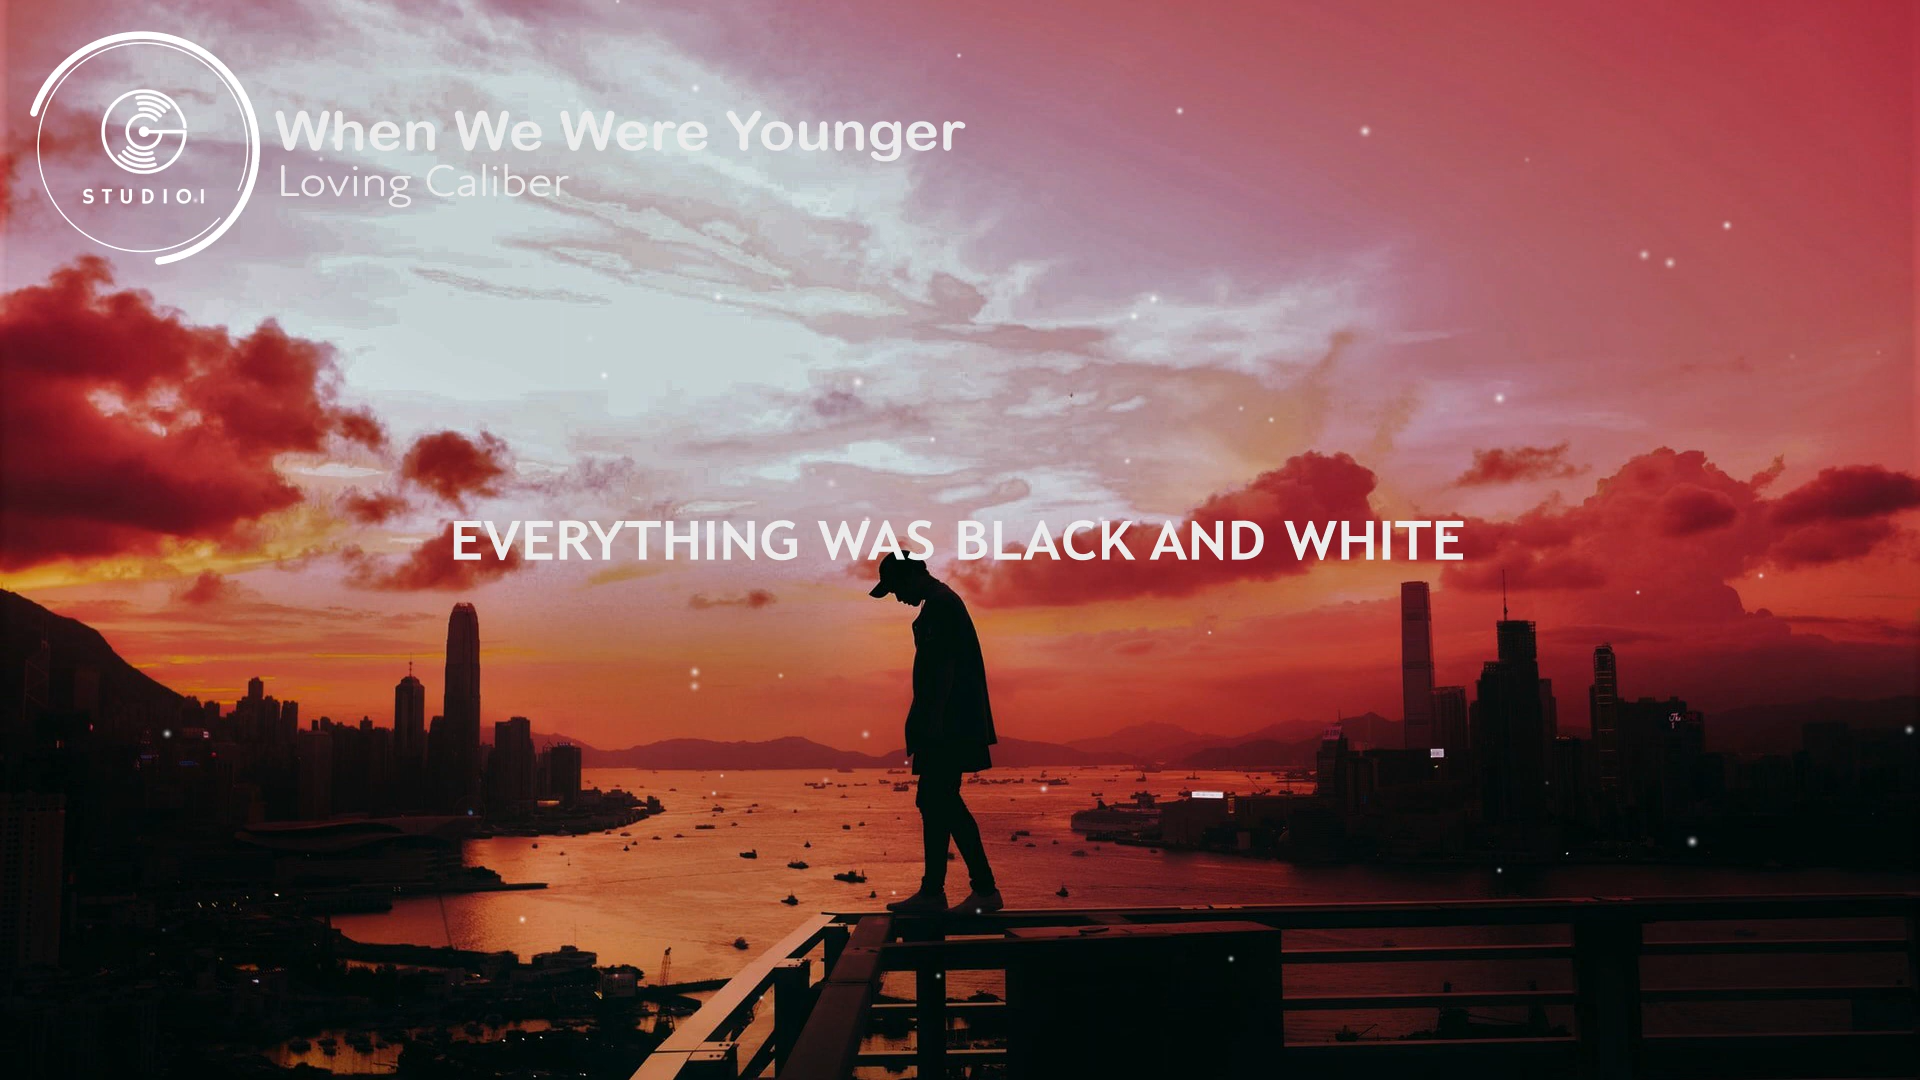 When We Were Younger
Loving Caliber
STUDIO.I
EVERYTHING WAS BLACK AND WHITE